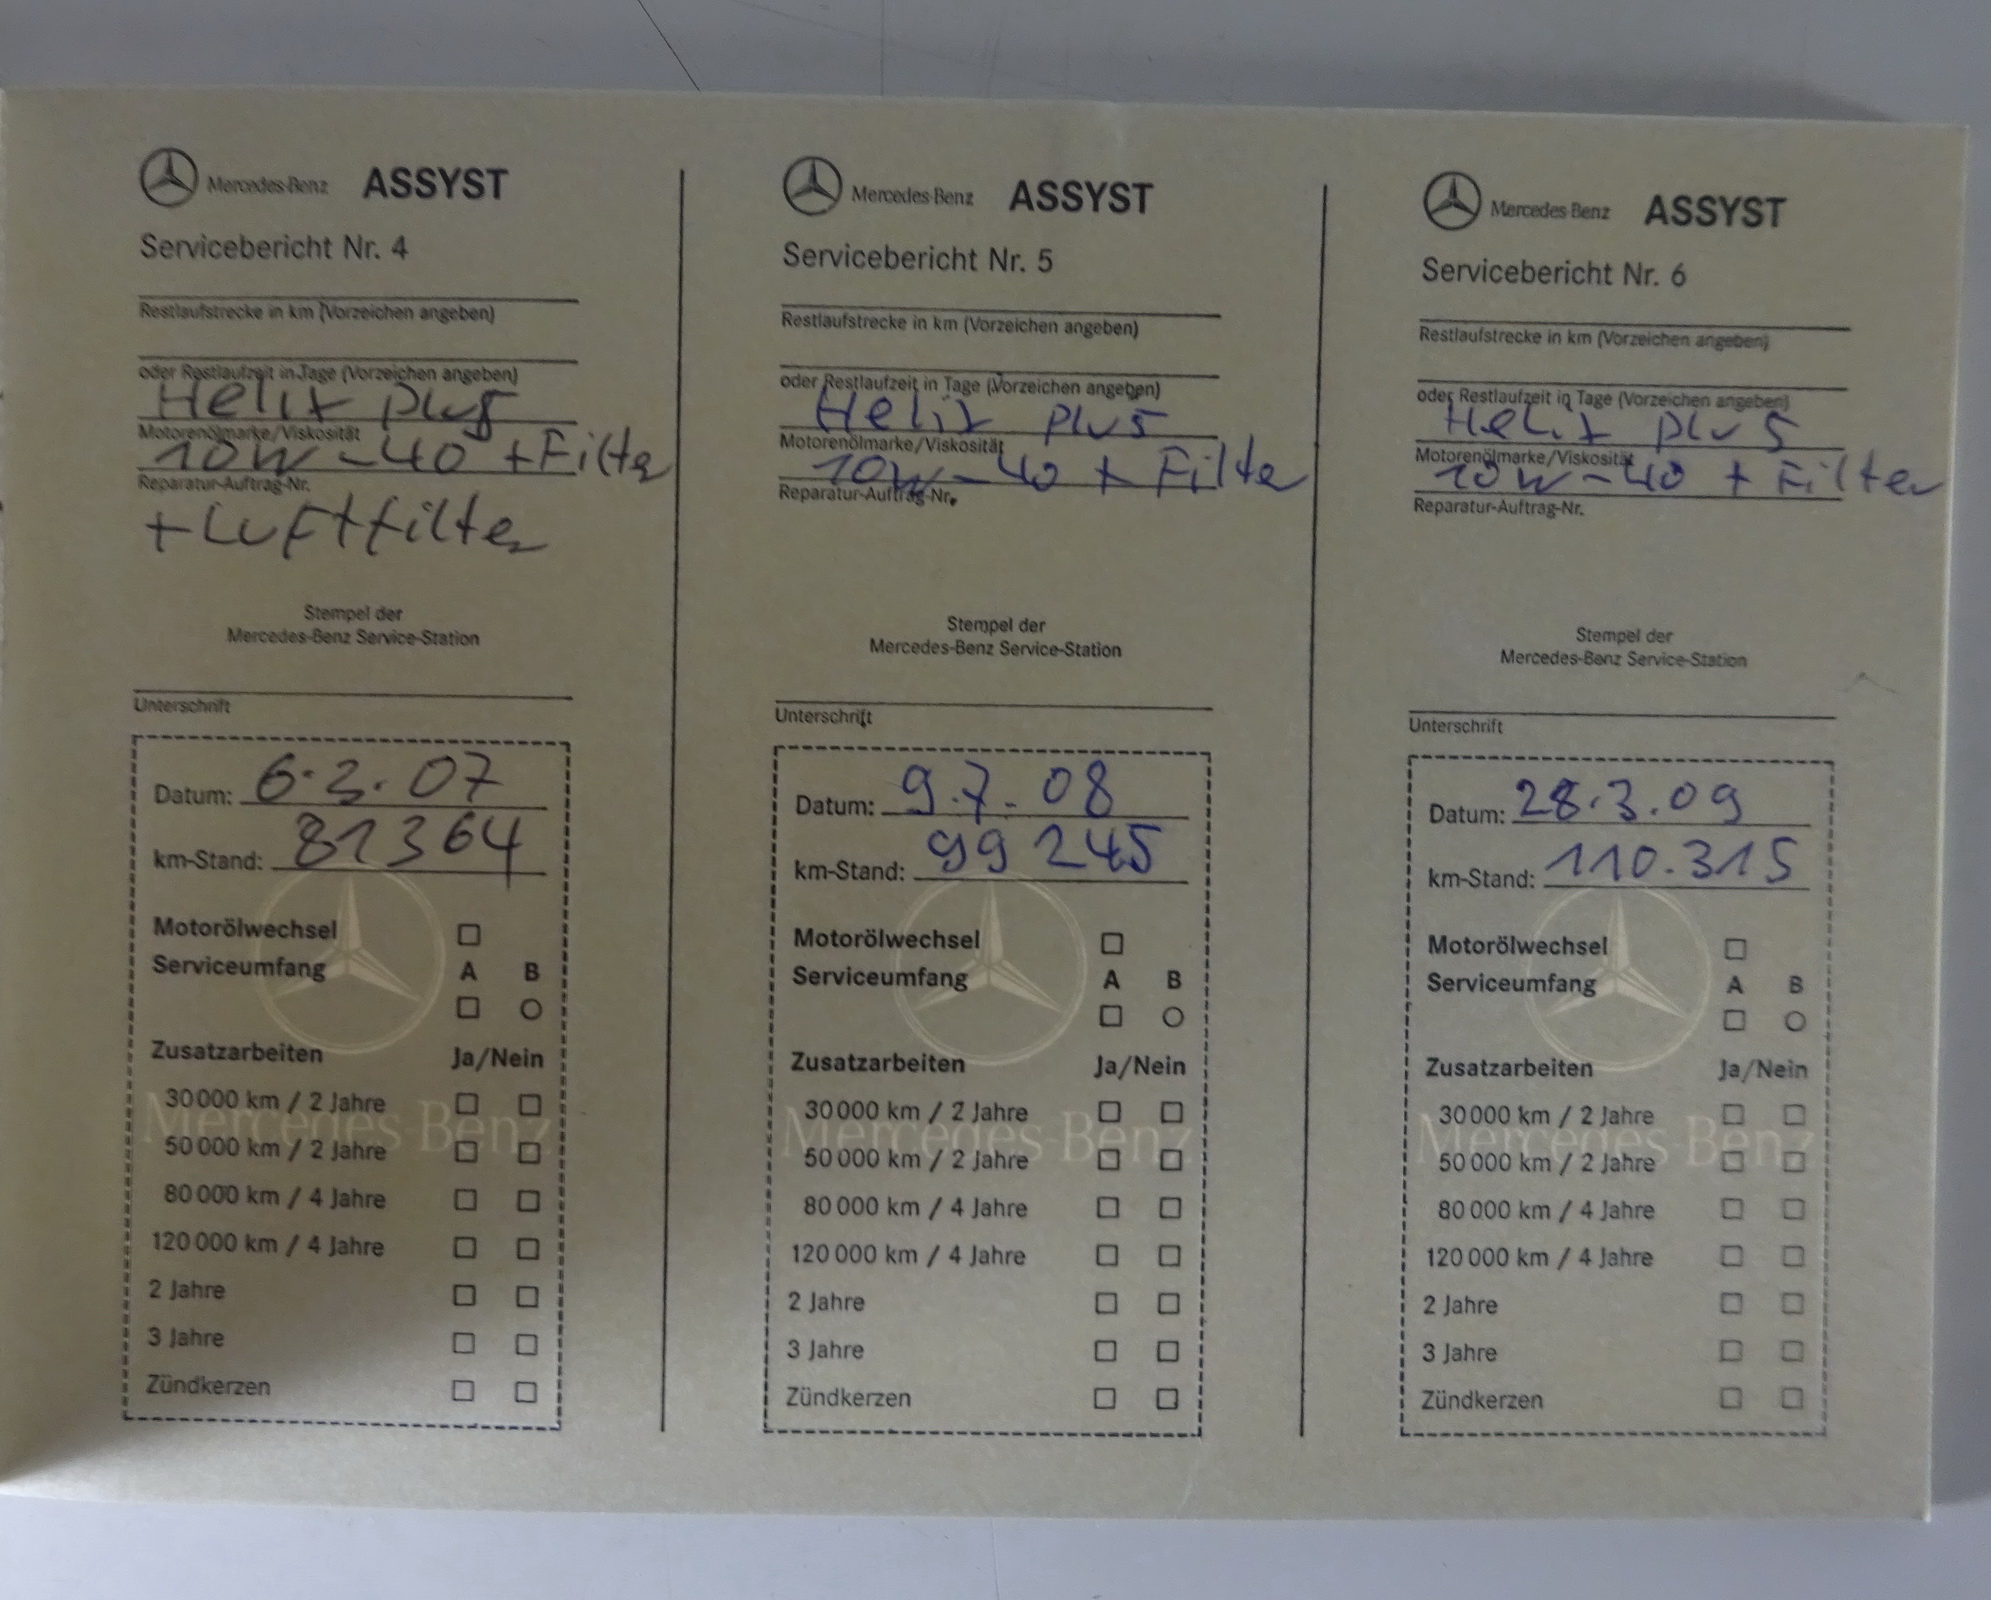 Mercedes-Benz ASSYST
Servicebericht Nr. 4
Restlaufstrecke in km (Vorzeichen angeben)
oder Restlaufzeit in Tage (Vorzeichen angeben)
Helix plus
Motorenölmarke/Viskosität
10W-40 + Filter
Reparatur-Auftrag-Nr.
+ Luftfilter
Stempel der
Mercedes-Benz Service-Station
Unterschrift
Datum: 6.3.07
km-Stand: 81364
Motorölwechsel
Serviceumfang A B
Zusatzarbeiten Ja/Nein
30 000 km / 2 Jahre
50 000 km / 2 Jahre
80 000 km / 4 Jahre
120 000 km / 4 Jahre
2 Jahre
3 Jahre
Zündkerzen
Mercedes-Benz
Mercedes-Benz ASSYST
Servicebericht Nr. 5
Restlaufstrecke in km (Vorzeichen angeben)
oder Restlaufzeit in Tage (Vorzeichen angeben)
Helix plus
Motorenölmarke/Viskosität
10W-40 + Filter
Reparatur-Auftrag-Nr.
Stempel der
Mercedes-Benz Service-Station
Unterschrift
Datum: 9.7.08
km-Stand: 99245
Motorölwechsel
Serviceumfang A B
Zusatzarbeiten Ja/Nein
30 000 km / 2 Jahre
50 000 km / 2 Jahre
80 000 km / 4 Jahre
120 000 km / 4 Jahre
2 Jahre
3 Jahre
Zündkerzen
Mercedes-Benz
Mercedes-Benz ASSYST
Servicebericht Nr. 6
Restlaufstrecke in km (Vorzeichen angeben)
oder Restlaufzeit in Tage (Vorzeichen angeben)
Helix plus
Motorenölmarke/Viskosität
10W-40 + Filter
Reparatur-Auftrag-Nr.
Stempel der
Mercedes-Benz Service-Station
Unterschrift
Datum: 28.3.09
km-Stand: 110.315
Motorölwechsel
Serviceumfang A B
Zusatzarbeiten Ja/Nein
30 000 km / 2 Jahre
50 000 km / 2 Jahre
80 000 km / 4 Jahre
120 000 km / 4 Jahre
2 Jahre
3 Jahre
Zündkerzen
Mercedes-Benz